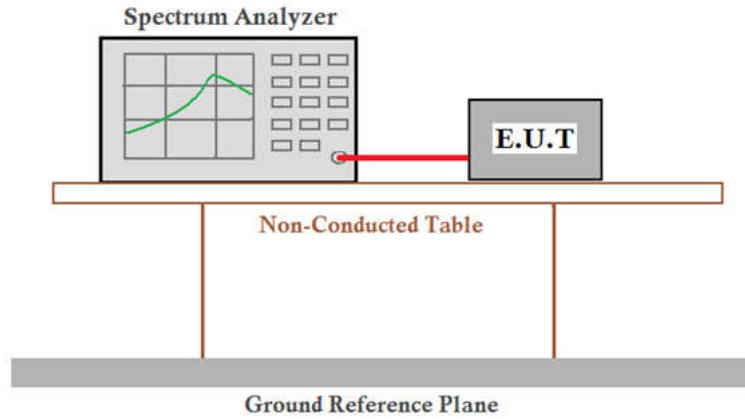 Spectrum Analyzer
E.U.T
Non-Conducted Table
Ground Reference Plane